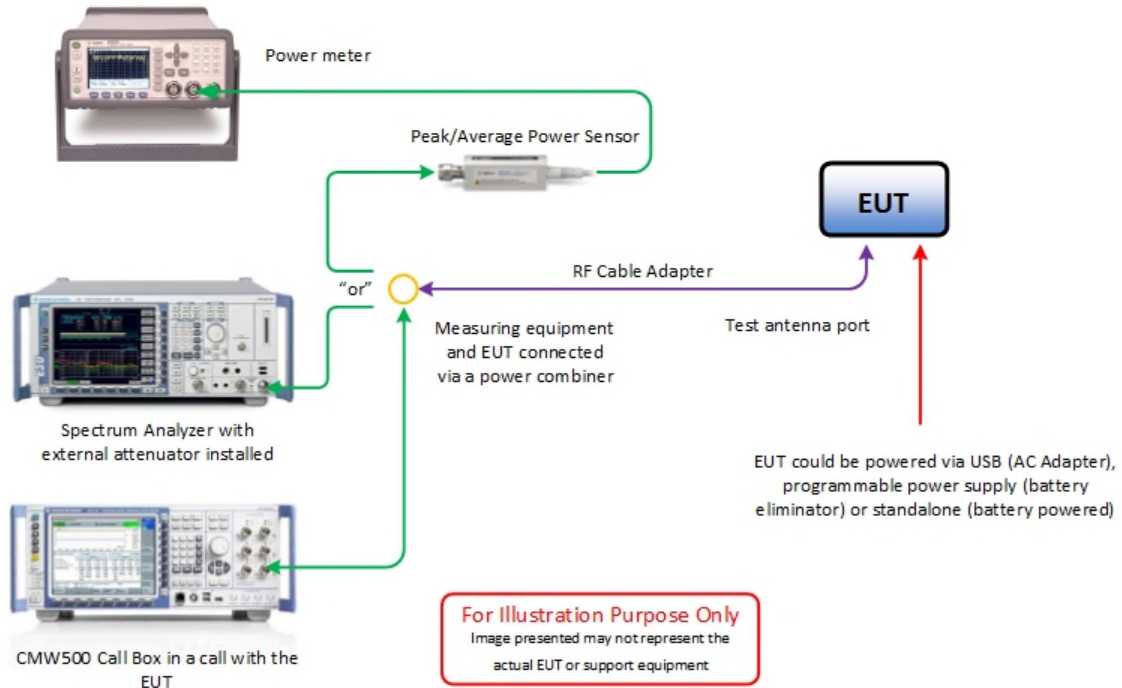 Power meter
Peak/Average Power Sensor
EUT
RF Cable Adapter
“or”
Measuring equipment
and EUT connected
via a power combiner
Test antenna port
Spectrum Analyzer with
external attenuator installed
EUT could be powered via USB (AC Adapter),
programmable power supply (battery
eliminator) or standalone (battery powered)
For Illustration Purpose Only
Image presented may not represent the
actual EUT or support equipment
CMW500 Call Box in a call with the
EUT